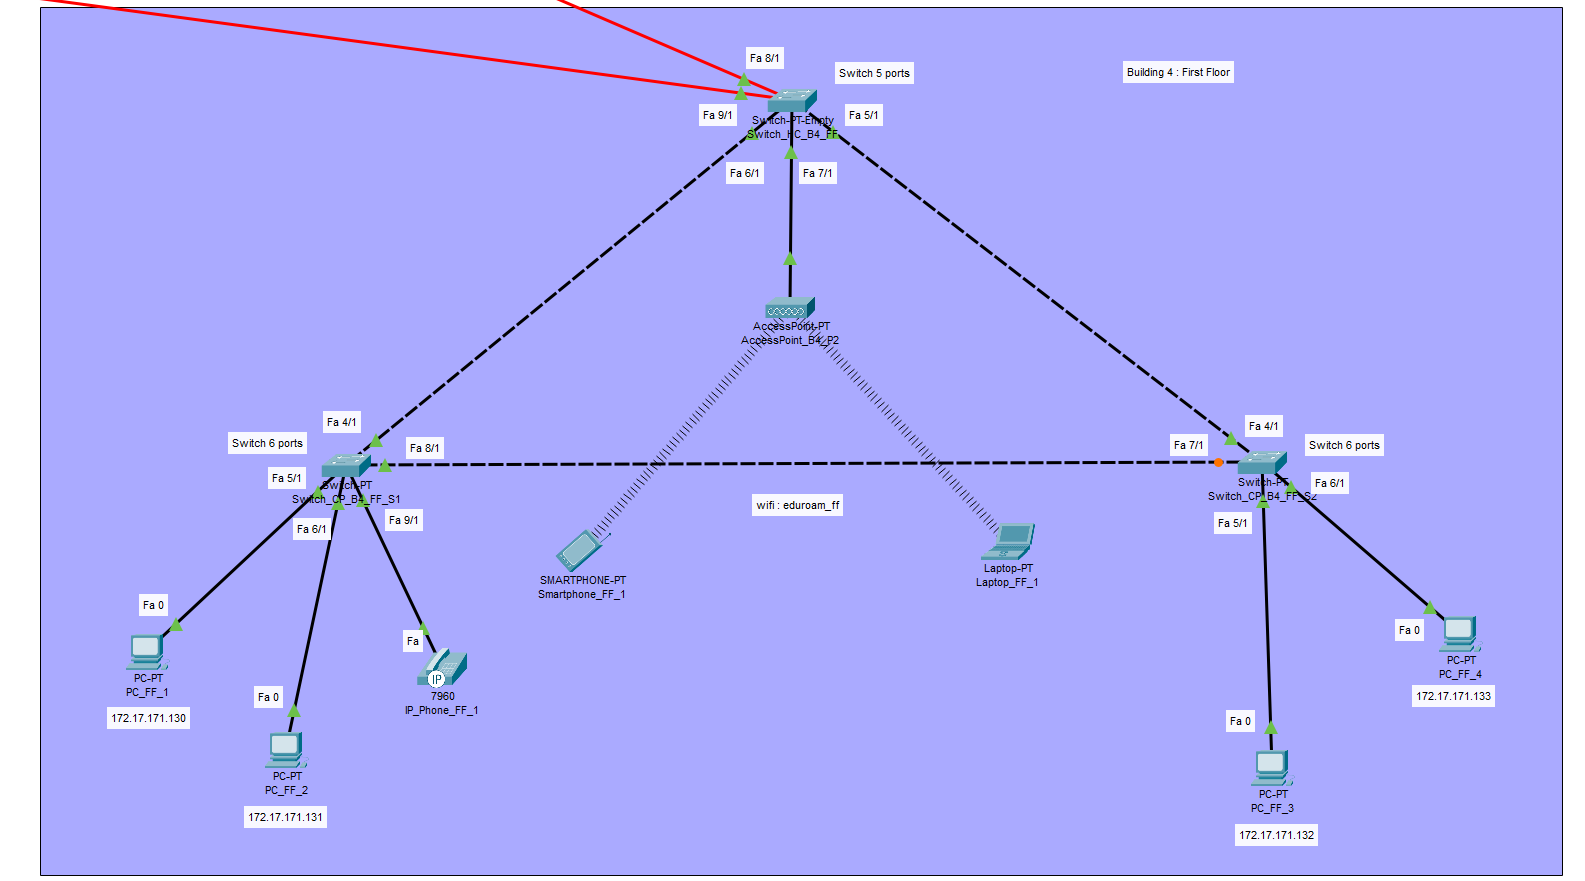 Fa 8/1
Switch 5 ports
Building 4 : First Floor
Fa 9/1
Fa 5/1
Switch-PT-Empty
Switch_HC_B4_FF
Fa 6/1
Fa 7/1
AccessPoint-PT
AccessPoint_B4_P2
Fa 4/1
Switch 6 ports
Fa 8/1
Fa 5/1
Switch-PT
Switch_CP_B4_FF_S1
Fa 6/1
Fa 9/1
Fa 4/1
Fa 7/1
Switch 6 ports
Switch-PT
Switch_CP_B4_FF_S2
Fa 6/1
Fa 5/1
wifi : eduroam_ff
SMARTPHONE-PT
Smartphone_FF_1
Laptop-PT
Laptop_FF_1
Fa 0
PC-PT
PC_FF_1
172.17.171.130
Fa
IP
7960
IP_Phone_FF_1
Fa 0
PC-PT
PC_FF_2
172.17.171.131
Fa 0
PC-PT
PC_FF_4
172.17.171.133
Fa 0
PC-PT
PC_FF_3
172.17.171.132